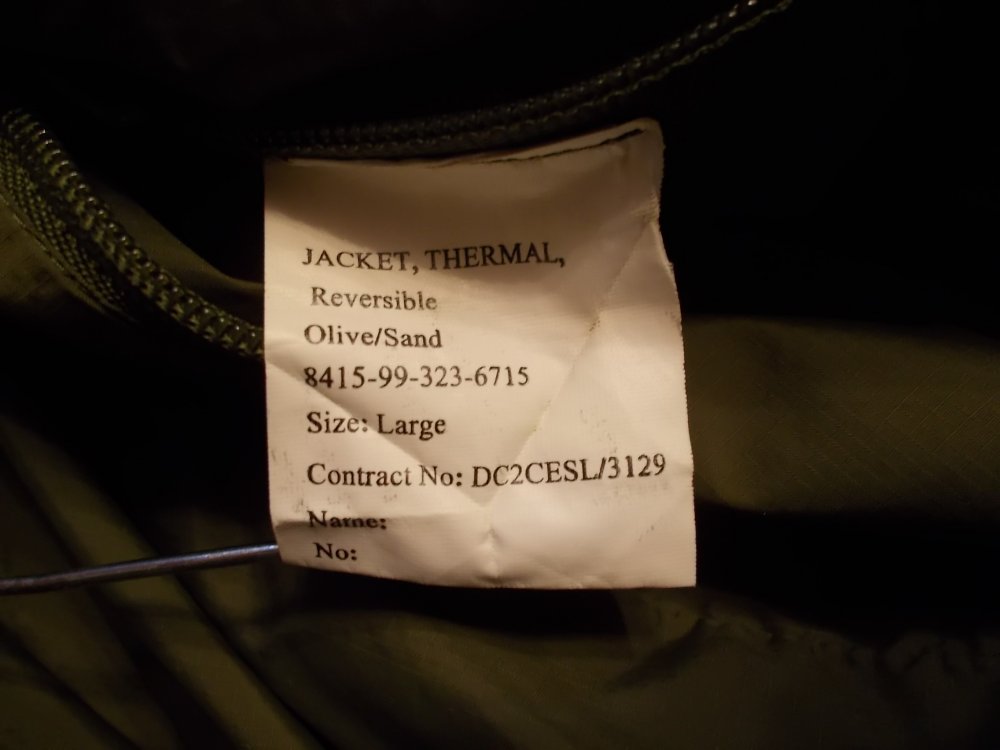 JACKET, THERMAL,
Reversible
Olive/Sand
8415-99-323-6715
Size: Large
Contract No: DC2CESL/3129
Name:
No: